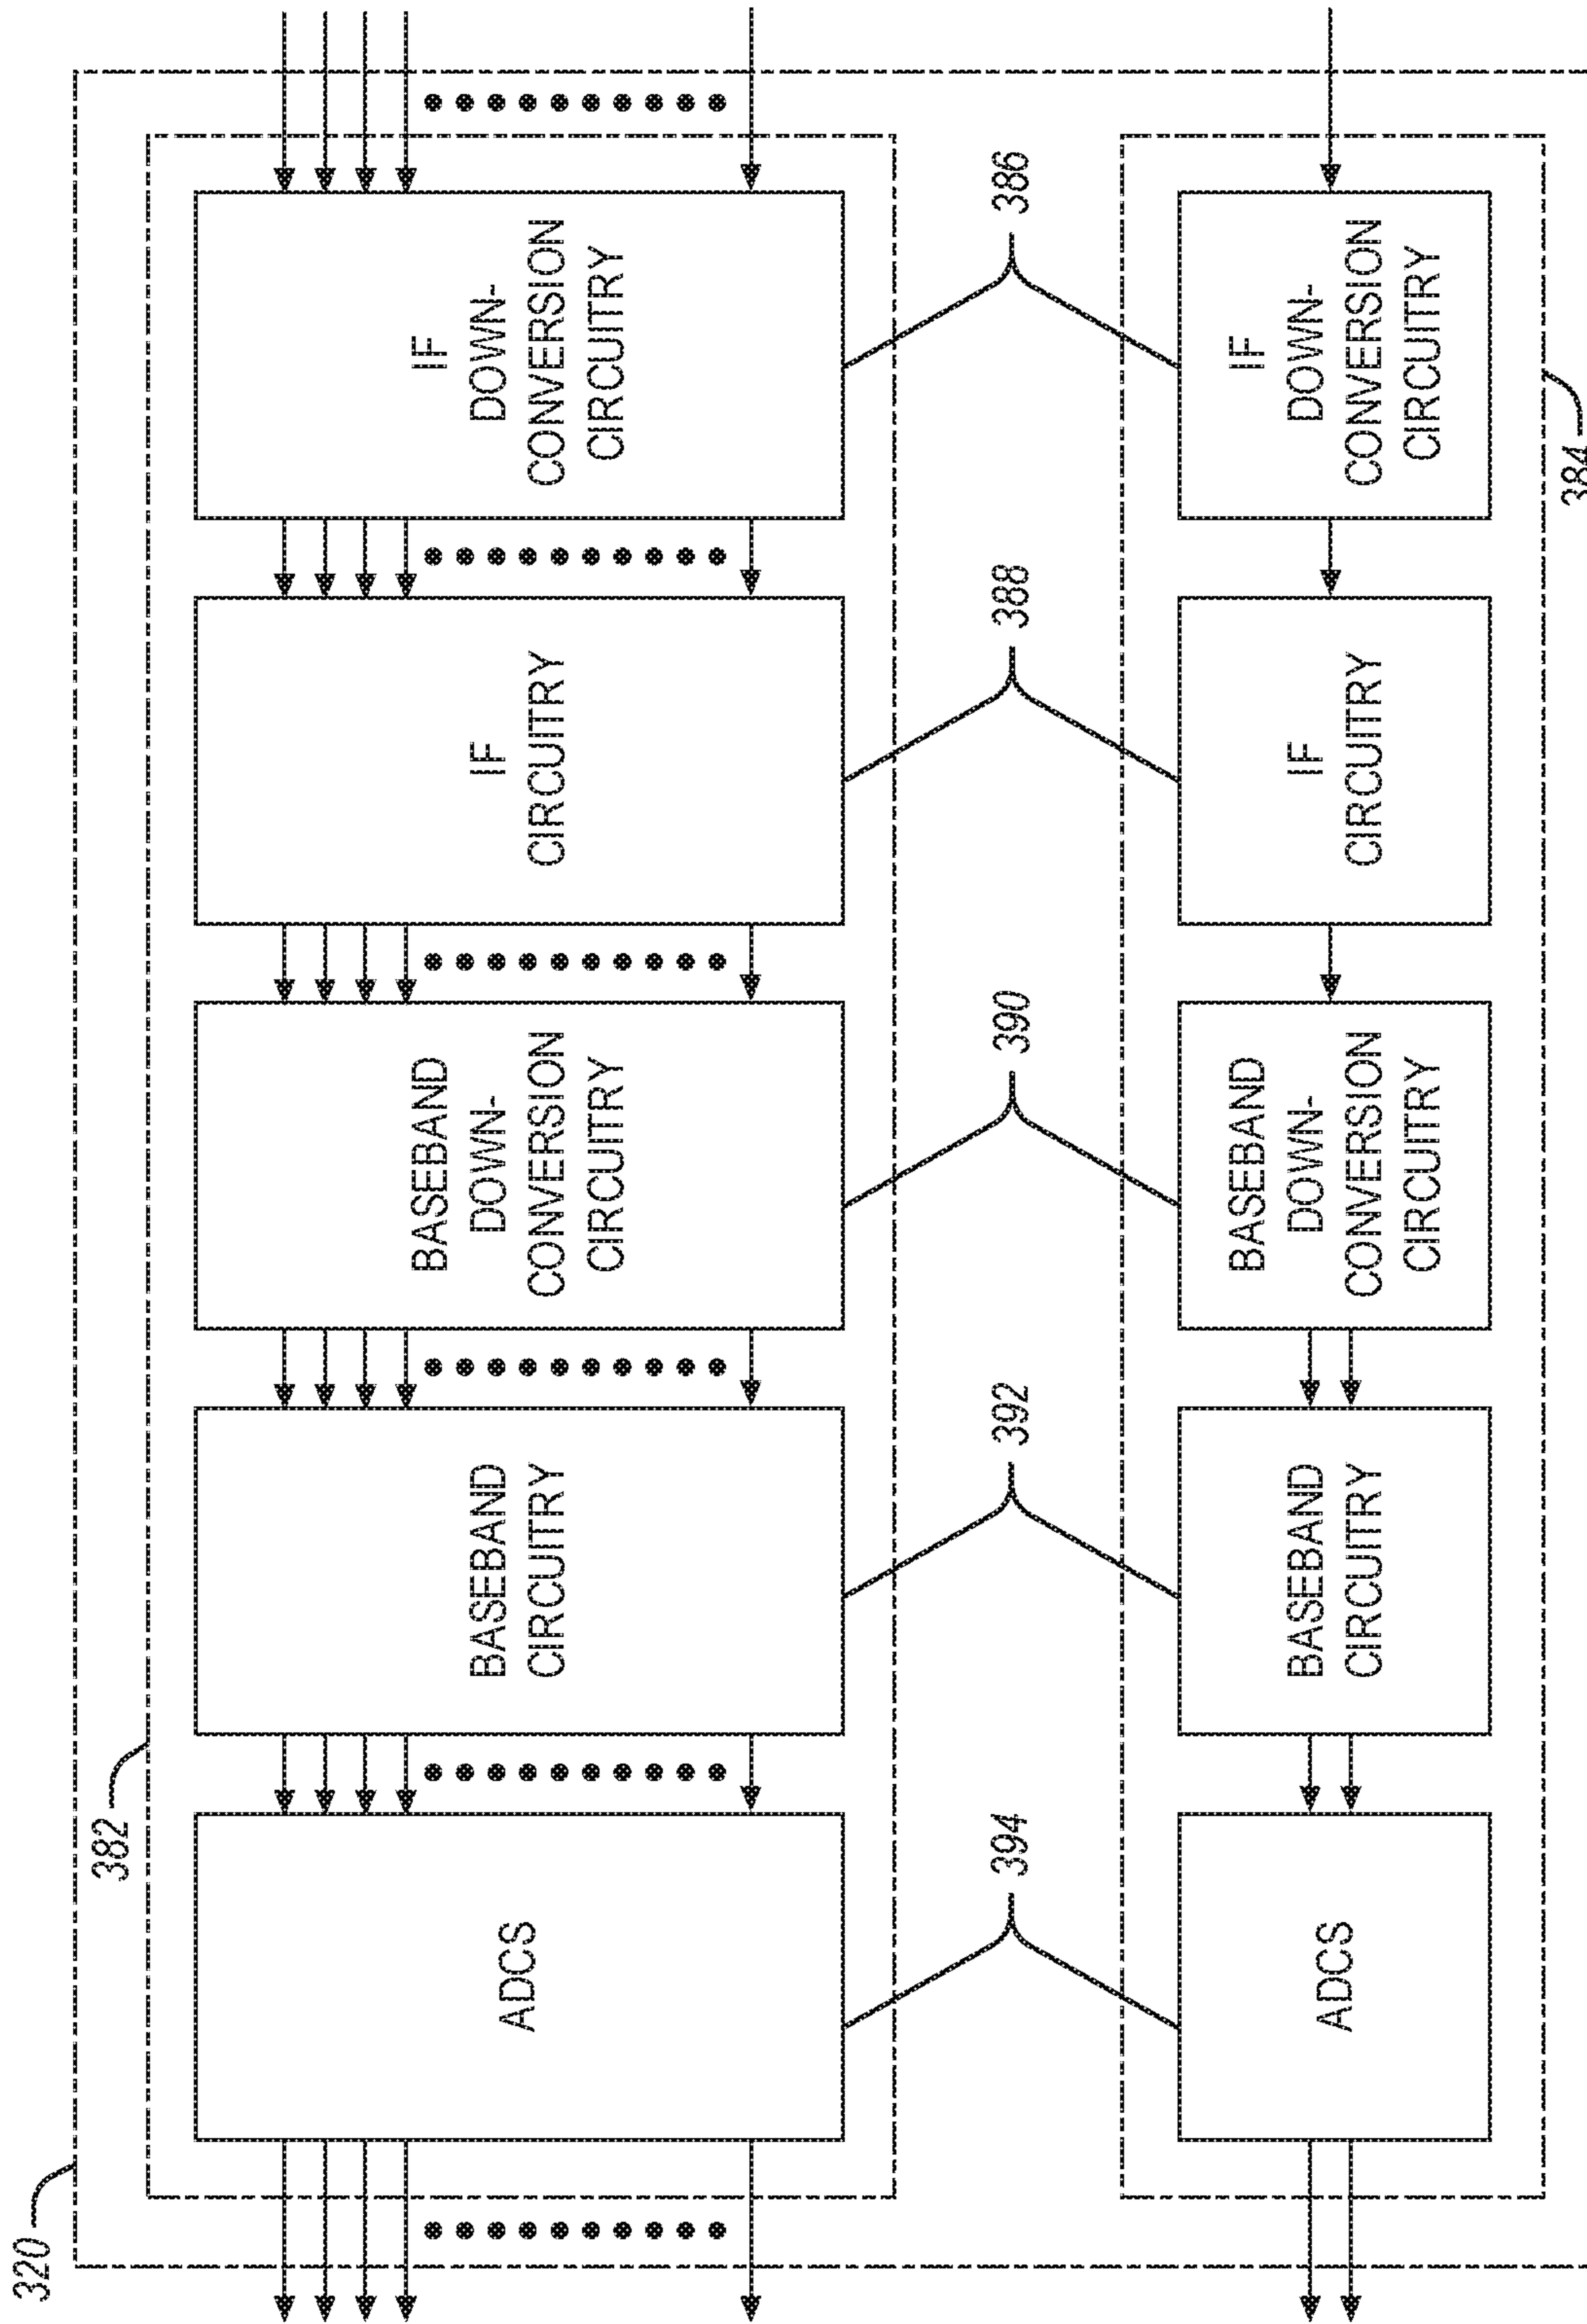 320
382
ADCS
BASEBAND
CIRCUITRY
BASEBAND
DOWN-
CONVERSION
CIRCUITRY
IF
CIRCUITRY
IF
DOWN-
CONVERSION
CIRCUITRY
394
392
390
388
386
ADCS
BASEBAND
CIRCUITRY
BASEBAND
DOWN-
CONVERSION
CIRCUITRY
IF
CIRCUITRY
IF
DOWN-
CONVERSION
CIRCUITRY
384